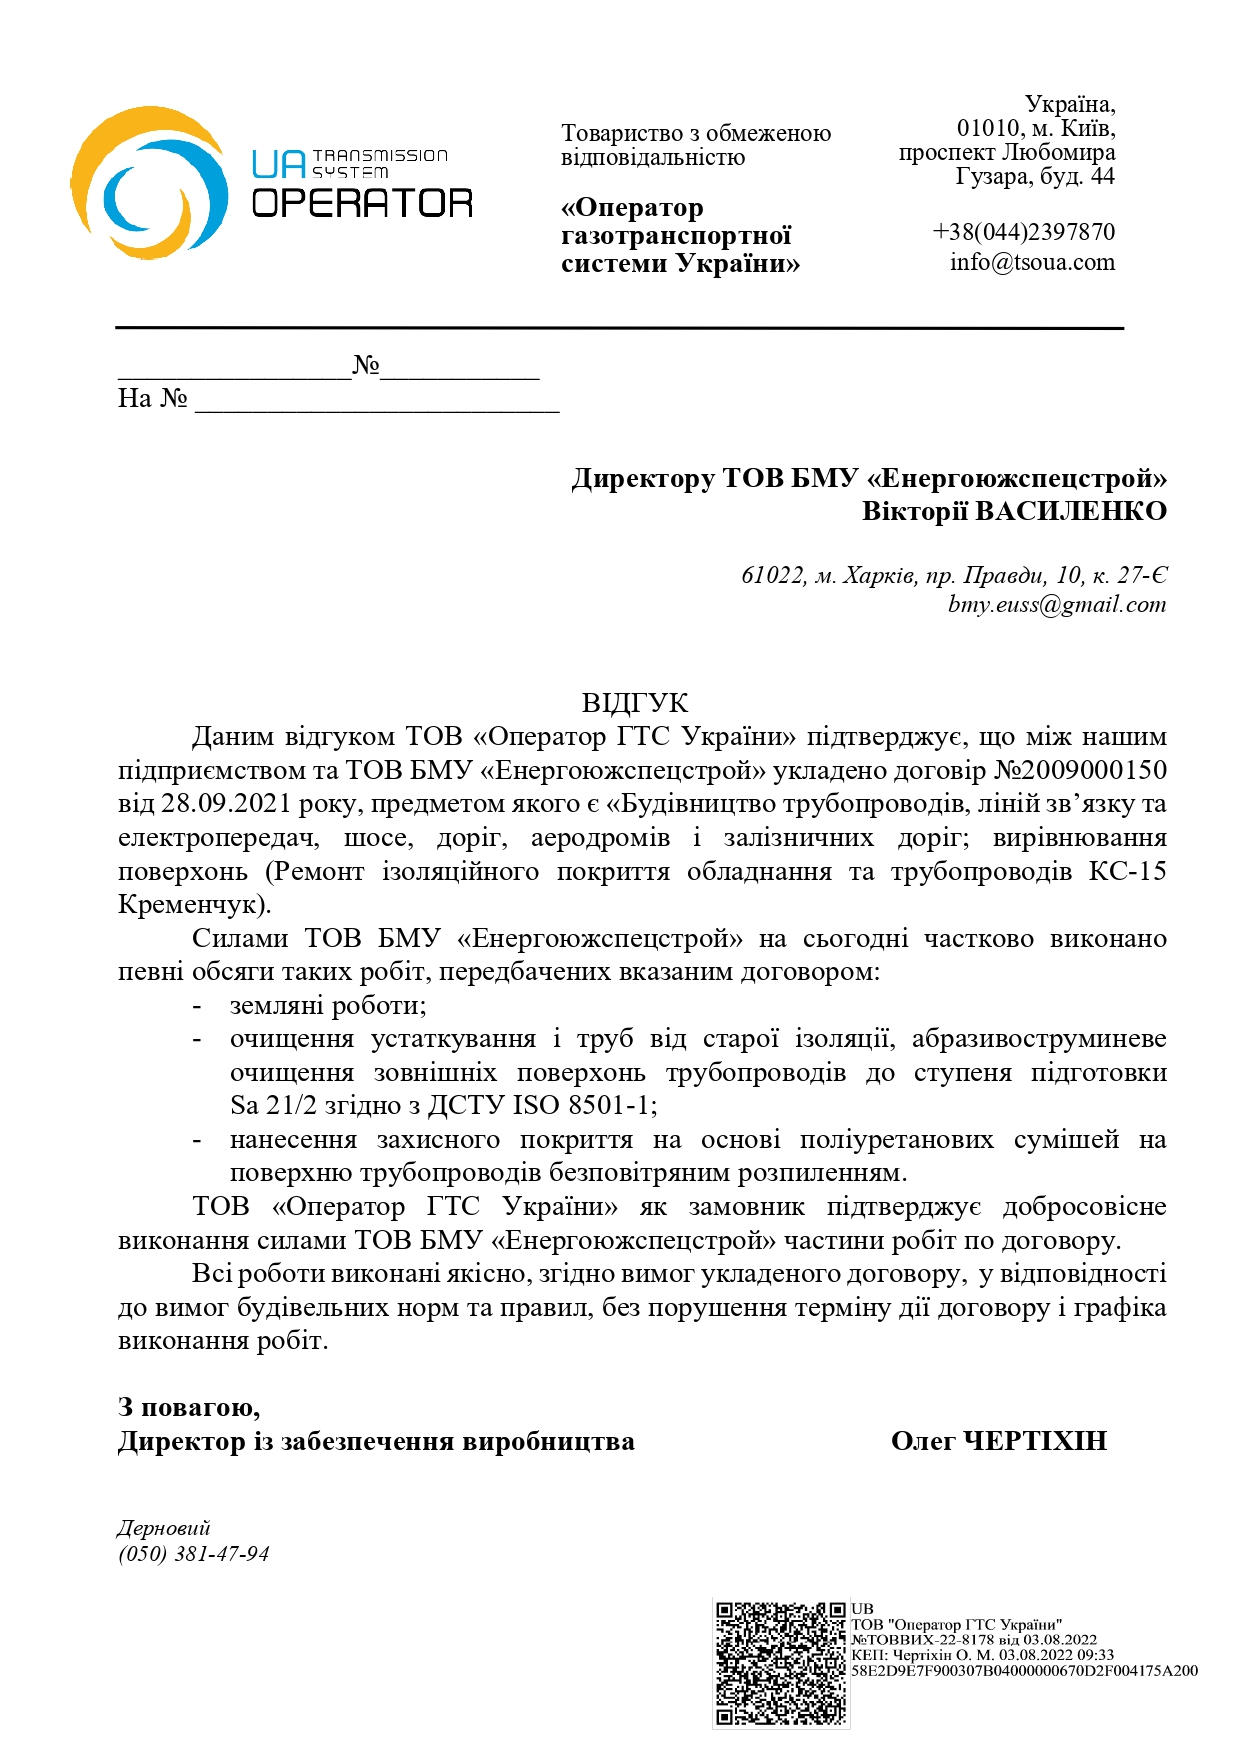 UA TRANSMISSION
SYSTEM
OPERATOR
Товариство з обмеженою
відповідальністю
«Оператор
газотранспортної
системи України»
Україна,
01010, м. Київ,
проспект Любомира
Гузара, буд. 44
+38(044)2397870
info@tsoua.com
________________№___________
На № _________________________
Директору ТОВ БМУ «Енергоюжспецстрой»
Вікторії ВАСИЛЕНКО
61022, м. Харків, пр. Правди, 10, к. 27-Є
bmy.euss@gmail.com
ВІДГУК
Даним відгуком ТОВ «Оператор ГТС України» підтверджує, що між нашим
підприємством та ТОВ БМУ «Енергоюжспецстрой» укладено договір №2009000150
від 28.09.2021 року, предметом якого є «Будівництво трубопроводів, ліній зв’язку та
електропередач, шосе, доріг, аеродромів і залізничних доріг; вирівнювання
поверхонь (Ремонт ізоляційного покриття обладнання та трубопроводів КС-15
Кременчук).
Силами ТОВ БМУ «Енергоюжспецстрой» на сьогодні частково виконано
певні обсяги таких робіт, передбачених вказаним договором:
- земляні роботи;
- очищення устаткування і труб від старої ізоляції, абразивоструминеве
очищення зовнішніх поверхонь трубопроводів до ступеня підготовки
Sa 21/2 згідно з ДСТУ ISO 8501-1;
- нанесення захисного покриття на основі поліуретанових сумішей на
поверхню трубопроводів безповітряним розпиленням.
ТОВ «Оператор ГТС України» як замовник підтверджує добросовісне
виконання силами ТОВ БМУ «Енергоюжспецстрой» частини робіт по договору.
Всі роботи виконані якісно, згідно вимог укладеного договору, у відповідності
до вимог будівельних норм та правил, без порушення терміну дії договору і графіка
виконання робіт.
З повагою,
Директор із забезпечення виробництва Олег ЧЕРТІХІН
Дерновий
(050) 381-47-94
UB
ТОВ "Оператор ГТС України"
№ТОВВИХ-22-8178 від 03.08.2022
КЕП: Чертіхін О. М. 03.08.2022 09:33
58E2D9E7F900307B04000000670D2F004175A200